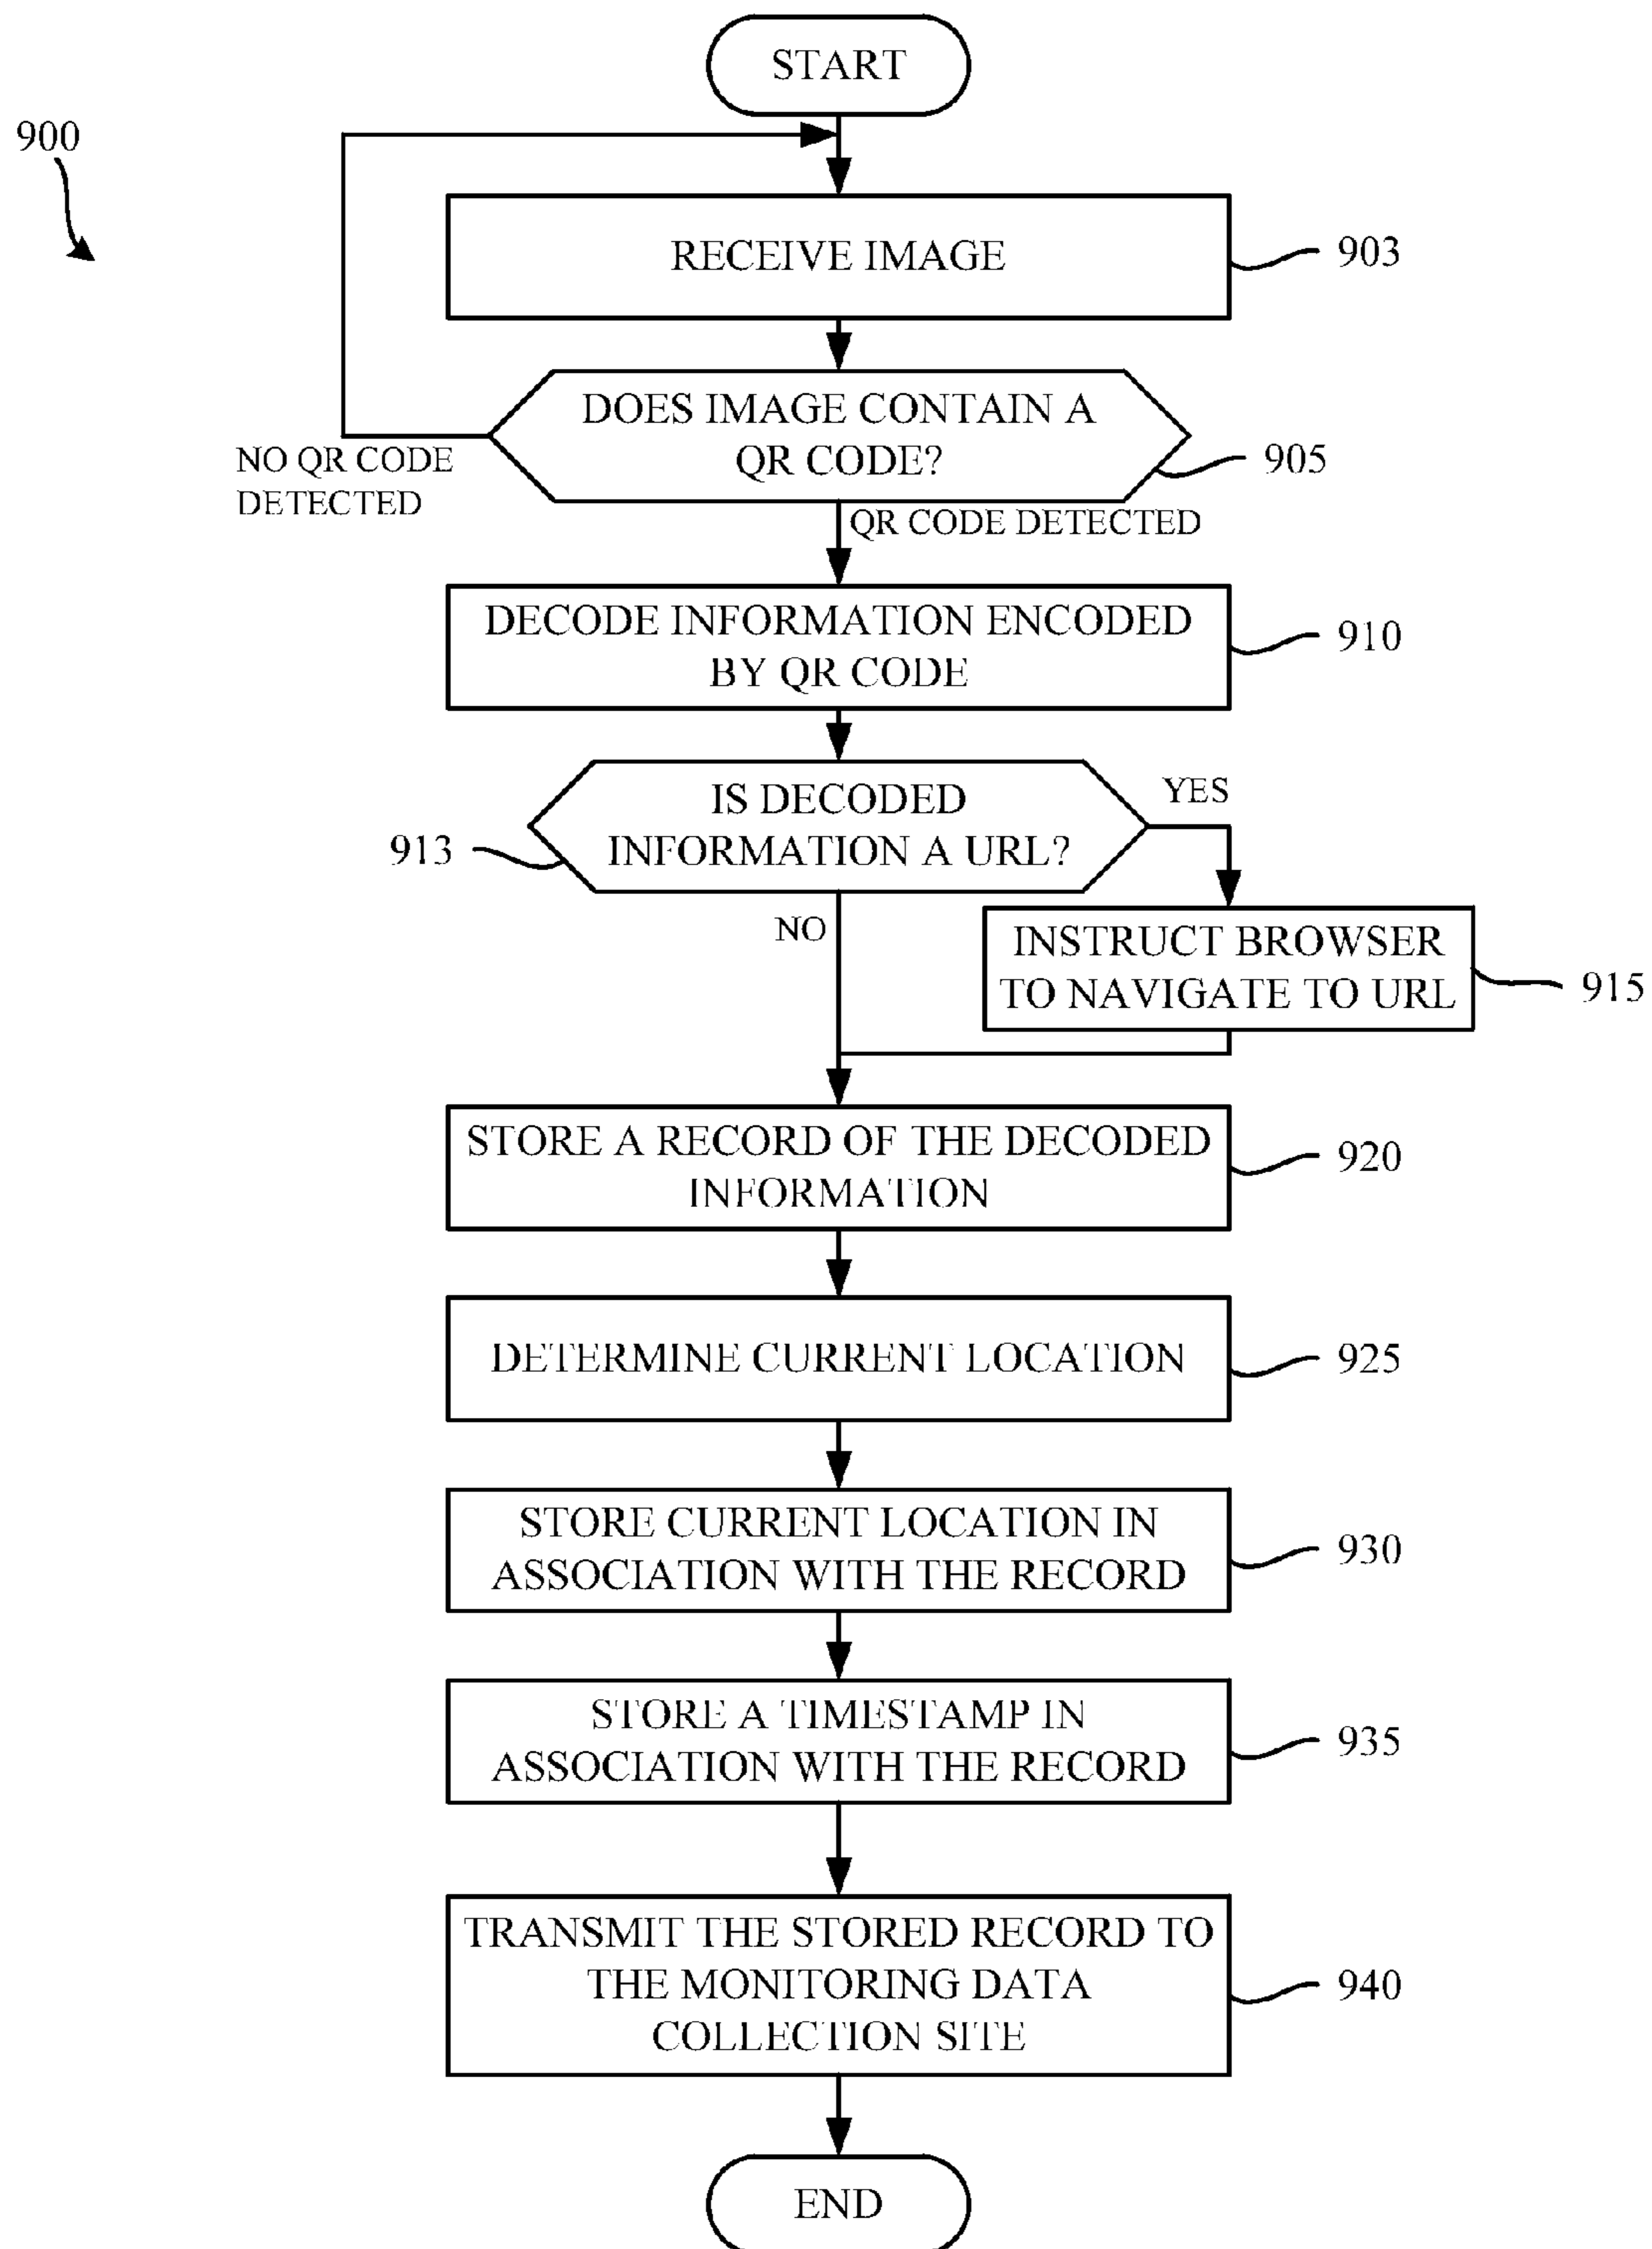 START
900
RECEIVE IMAGE
903
DOES IMAGE CONTAIN A
QR CODE?
905
NO QR CODE
DETECTED
QR CODE DETECTED
DECODE INFORMATION ENCODED
BY QR CODE
910
IS DECODED
INFORMATION A URL?
YES
913
NO
INSTRUCT BROWSER
TO NAVIGATE TO URL
915
STORE A RECORD OF THE DECODED
INFORMATION
920
DETERMINE CURRENT LOCATION
925
STORE CURRENT LOCATION IN
ASSOCIATION WITH THE RECORD
930
STORE A TIMESTAMP IN
ASSOCIATION WITH THE RECORD
935
TRANSMIT THE STORED RECORD TO
THE MONITORING DATA
COLLECTION SITE
940
END